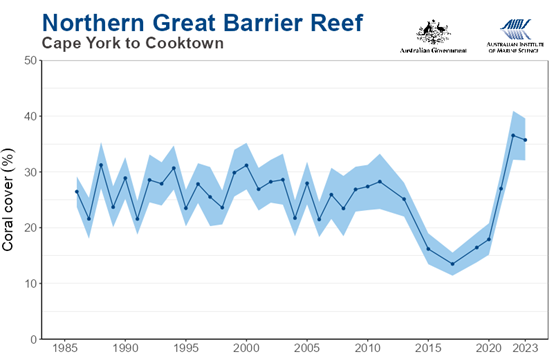 Northern Great Barrier Reef
Cape York to Cooktown
Australian Government
AUSTRALIAN INSTITUTE
OF MARINE SCIENCE
50
40
30
20
10
0
Coral cover (%)
1985
1990
1995
2000
2005
2010
2015
2020
2023